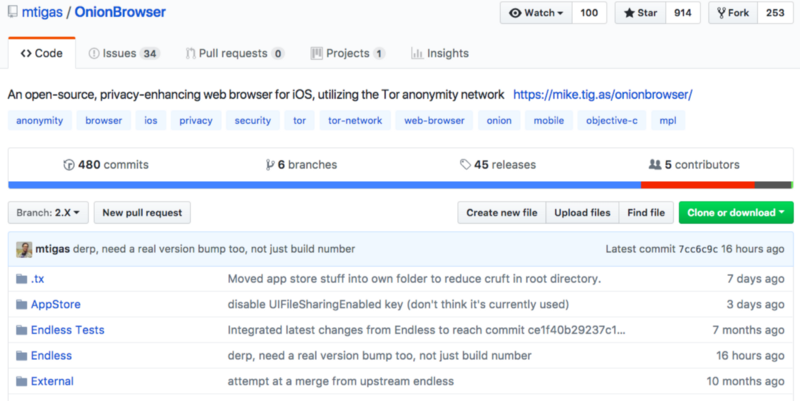 mtigas / OnionBrowser Watch 100 Star 914 Fork 253
Code Issues 34 Pull requests 0 Projects 1 Insights
An open-source, privacy-enhancing web browser for iOS, utilizing the Tor anonymity network https://mike.tig.as/onionbrowser/
anonymity browser ios privacy security tor tor-network web-browser onion mobile objective-c mpl
480 commits 6 branches 45 releases 5 contributors
Branch: 2.X New pull request Create new file Upload files Find file Clone or download
mtigas derp, need a real version bump too, not just build number Latest commit 7cc6c9c 16 hours ago
.tx Moved app store stuff into own folder to reduce cruft in root directory. 7 days ago
AppStore disable UIFileSharingEnabled key (don't think it's currently used) 3 days ago
Endless Tests Integrated latest changes from Endless to reach commit ce1f40b29237c1... 7 months ago
Endless derp, need a real version bump too, not just build number 16 hours ago
External attempt at a merge from upstream endless 10 months ago